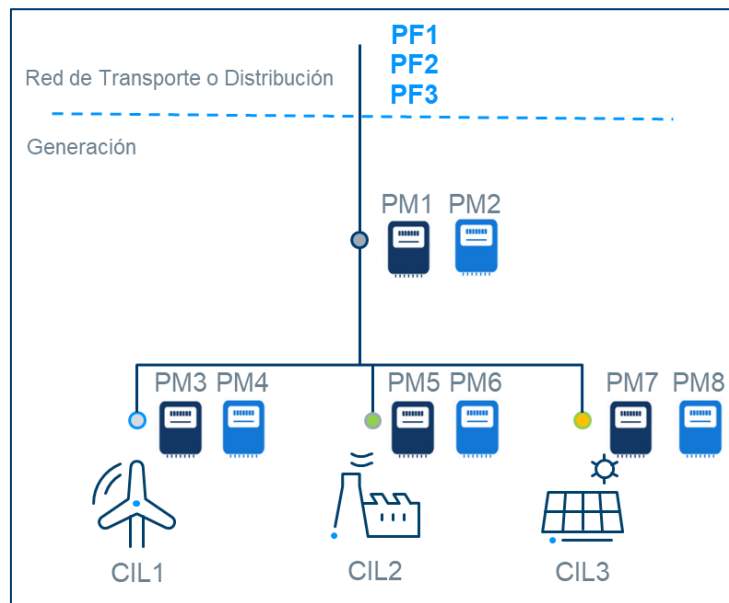 PF1
PF2
PF3
Red de Transporte o Distribución
Generación
PM1 PM2
PM3 PM4 PM5 PM6 PM7 PM8
CIL1 CIL2 CIL3